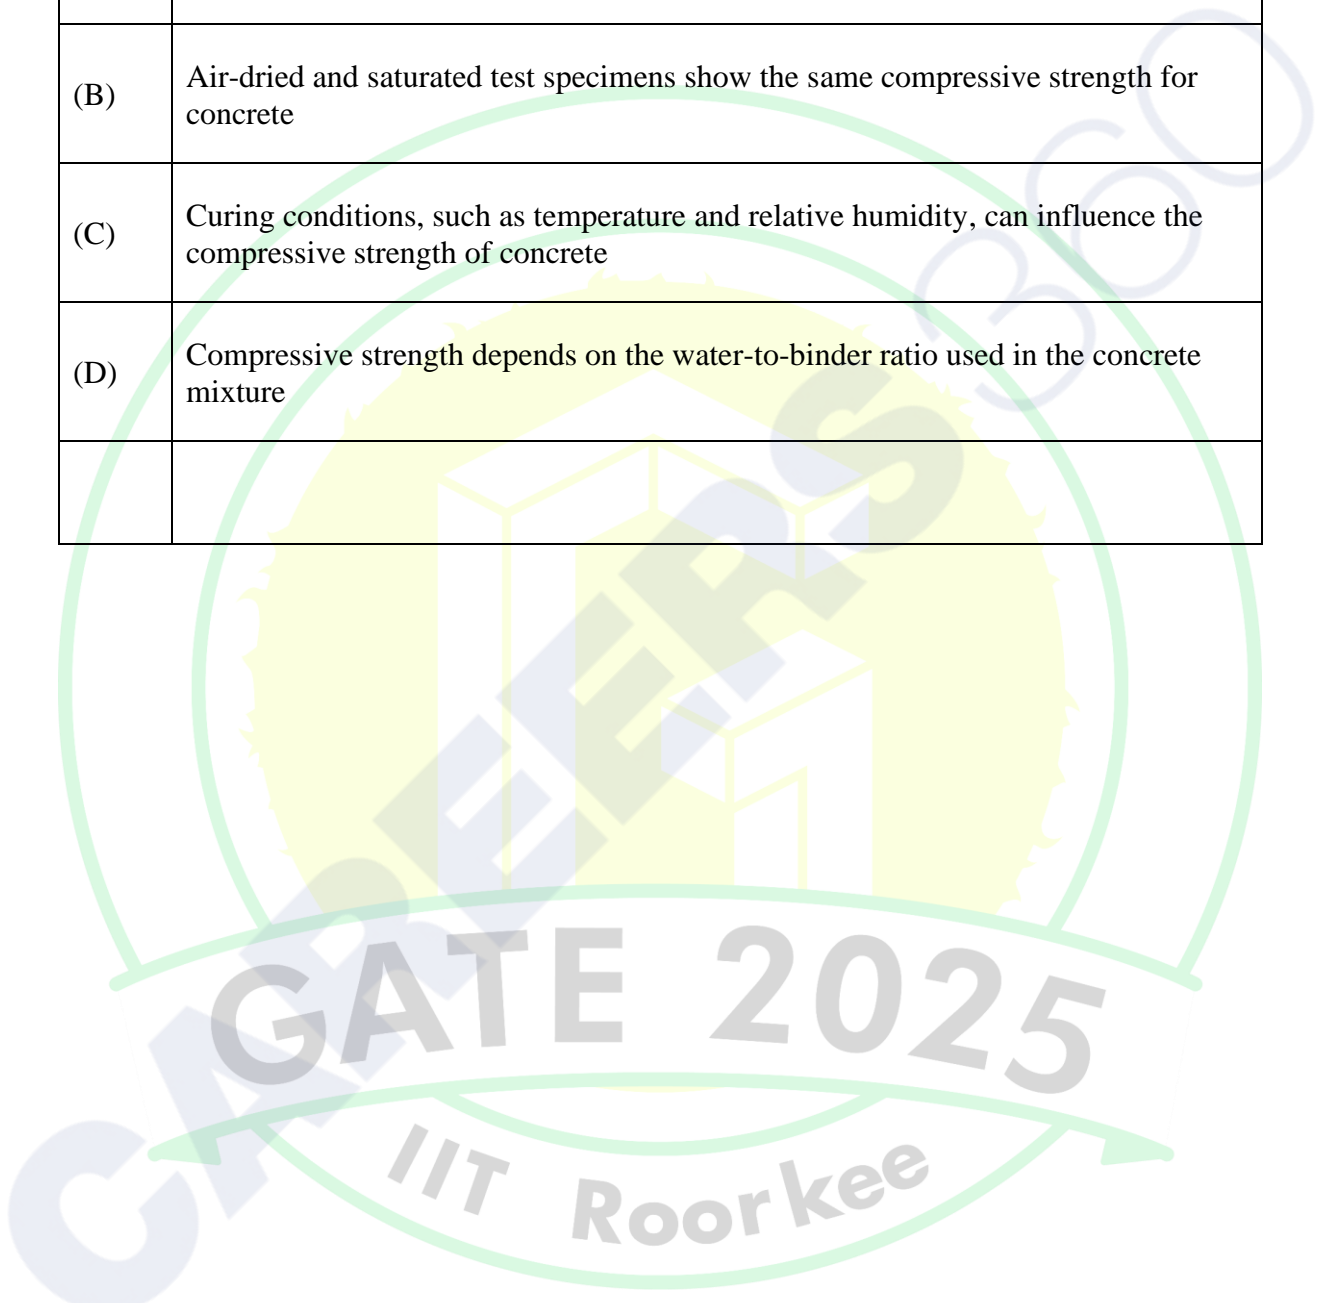 (B)
Air-dried and saturated test specimens show the same compressive strength for
concrete
(C)
Curing conditions, such as temperature and relative humidity, can influence the
compressive strength of concrete
(D)
Compressive strength depends on the water-to-binder ratio used in the concrete
mixture
CAREERS360
GATE 2025
IIT Roorkee